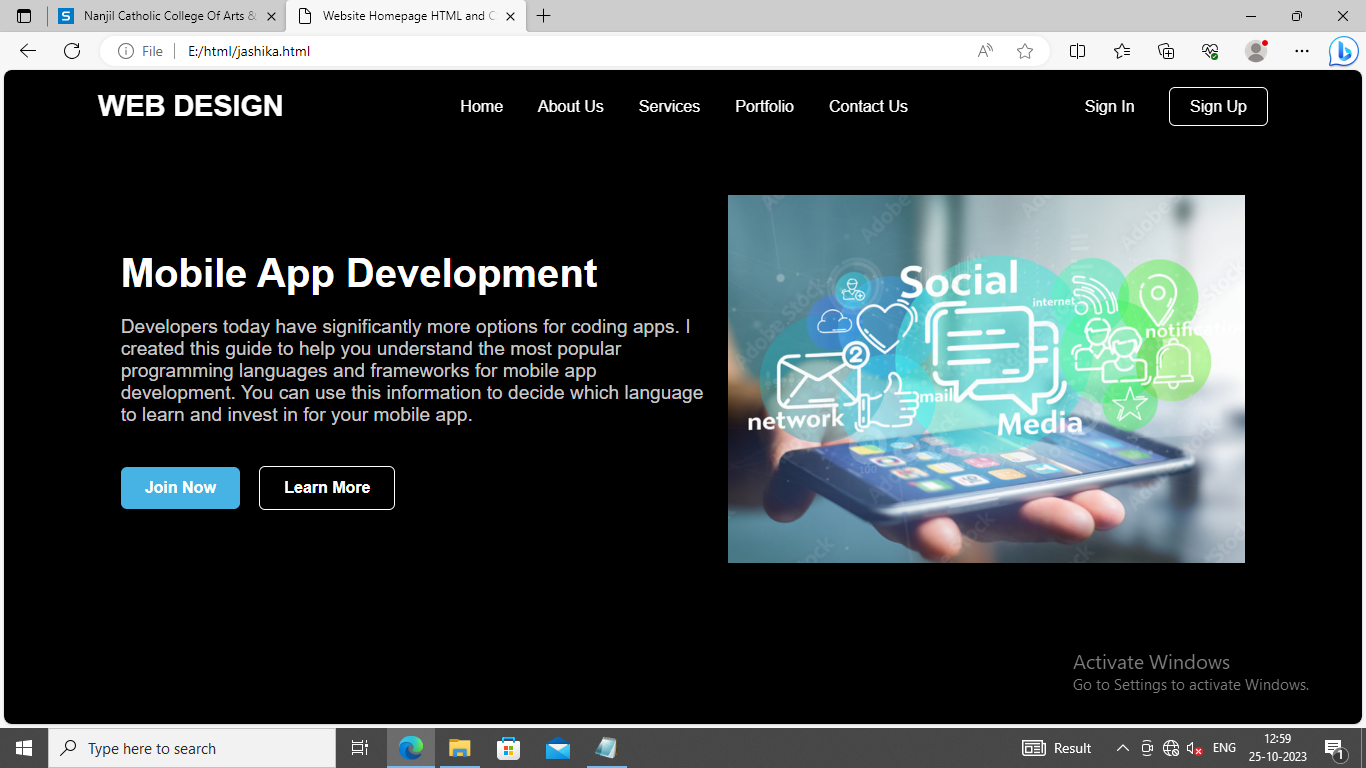 Nanjil Catholic College Of Arts &
Website Homepage HTML and C
File
E:/html/jashika.html
WEB DESIGN
Home
About Us
Services
Portfolio
Contact Us
Sign In
Sign Up
Mobile App Development
Developers today have significantly more options for coding apps. I
created this guide to help you understand the most popular
programming languages and frameworks for mobile app
development. You can use this information to decide which language
to learn and invest in for your mobile app.
Join Now
Learn More
Social
internet
2
mail
network
Media
Adobe Stock
Activate Windows
Go to Settings to activate Windows.
Type here to search
Result
ENG
12:59
25-10-2023
1